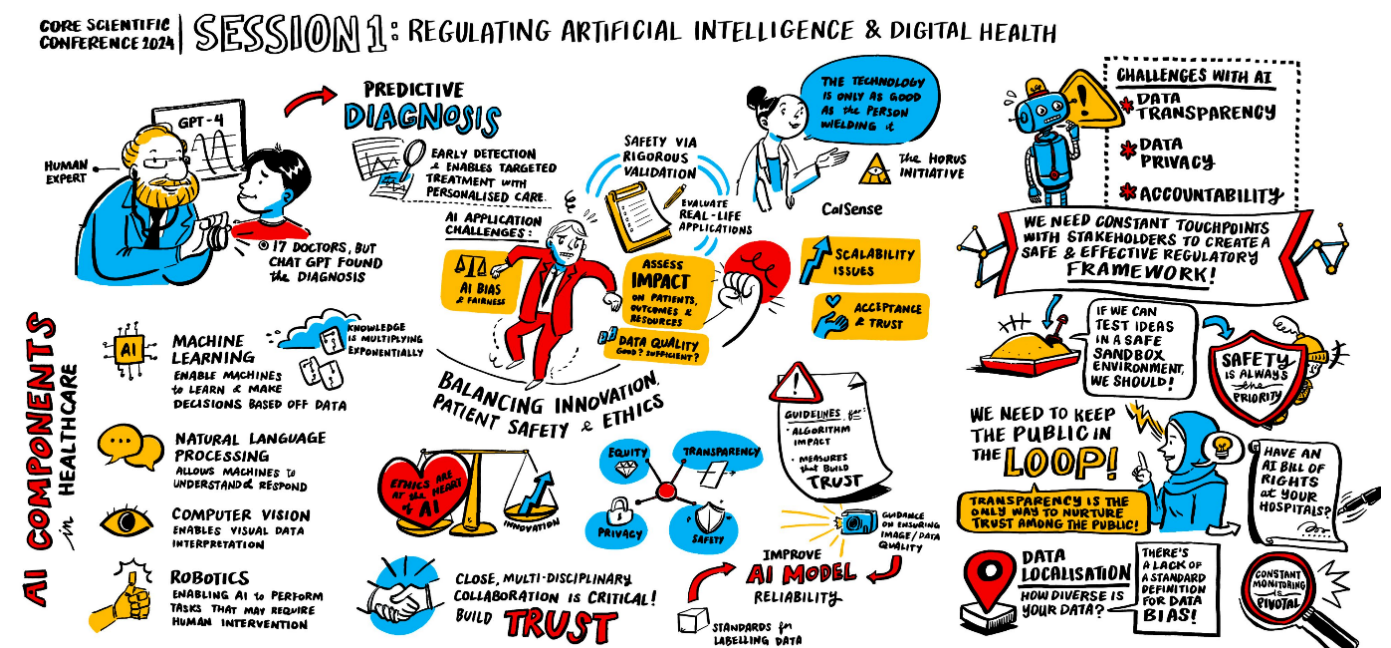 CORE SCIENTIFIC
CONFERENCE 2024
SESSION 1: REGULATING ARTIFICIAL INTELLIGENCE & DIGITAL HEALTH
GPT-4
HUMAN
EXPERT
17 DOCTORS, BUT
CHAT GPT FOUND
the DIAGNOSIS
PREDICTIVE
DIAGNOSIS
EARLY DETECTION
& ENABLES TARGETED
TREATMENT WITH
PERSONALISED CARE
AI APPLICATION
CHALLENGES:
AI BIAS
& FAIRNESS
SAFETY VIA
RIGOROUS
VALIDATION
EVALUATE
REAL-LIFE
APPLICATIONS
ASSESS
IMPACT
ON PATIENTS,
OUTCOMES &
RESOURCES
DATA QUALITY
GOOD? SUFFICIENT?
BALANCING INNOVATION,
PATIENT SAFETY & ETHICS
THE TECHNOLOGY
IS ONLY AS GOOD
AS the PERSON
WIELDING it
The HORUS
INITIATIVE
CalSense
SCALABILITY
ISSUES
ACCEPTANCE
& TRUST
AI COMPONENTS
in HEALTHCARE
AI
MACHINE
LEARNING
ENABLE MACHINES
to LEARN & MAKE
DECISIONS BASED OFF DATA
KNOWLEDGE
IS MULTIPLYING
EXPONENTIALLY
NATURAL LANGUAGE
PROCESSING
ALLOWS MACHINES to
UNDERSTAND & RESPOND
COMPUTER VISION
ENABLES VISUAL DATA
INTERPRETATION
ROBOTICS
ENABLING AI to PERFORM
TASKS THAT MAY REQUIRE
HUMAN INTERVENTION
ETHICS ARE
AT the HEART
of AI
INNOVATION
CLOSE, MULTI-DISCIPLINARY
COLLABORATION IS CRITICAL!
BUILD TRUST
EQUITY
TRANSPARENCY
PRIVACY
SAFETY
GUIDELINES for:
• ALGORITHM
IMPACT
• MEASURES
that BUILD
TRUST
GUIDANCE
ON ENSURING
IMAGE/DATA
QUALITY
IMPROVE
AI MODEL
RELIABILITY
STANDARDS for
LABELLING DATA
!
CHALLENGES WITH AI
* DATA
TRANSPARENCY
* DATA
PRIVACY
* ACCOUNTABILITY
WE NEED CONSTANT TOUCHPOINTS
WITH STAKEHOLDERS TO CREATE A
SAFE & EFFECTIVE REGULATORY
FRAMEWORK!
IF WE CAN
TEST IDEAS
IN A SAFE
SANDBOX
ENVIRONMENT,
WE SHOULD!
SAFETY
IS ALWAYS
the
PRIORITY
WE NEED TO KEEP
THE PUBLIC IN
THE LOOP!
TRANSPARENCY IS THE
ONLY WAY TO NURTURE
TRUST AMONG THE PUBLIC!
HAVE AN
AI BILL OF
RIGHTS
at YOUR
HOSPITALS?
DATA
LOCALISATION
HOW DIVERSE IS
YOUR DATA?
THERE'S
A LACK OF
A STANDARD
DEFINITION
FOR DATA
BIAS!
CONSTANT
MONITORING
is
PIVOTAL